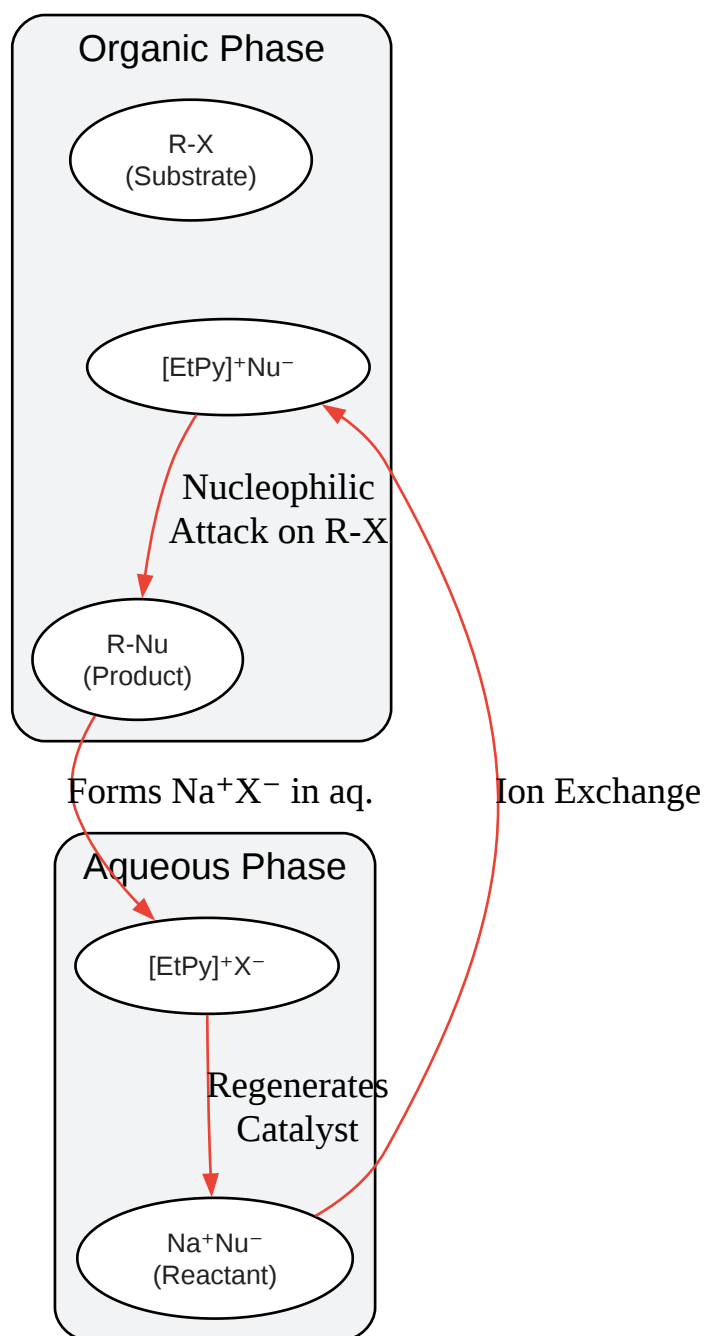 Organic Phase
R-X
(Substrate)
[EtPy]⁺Nu⁻
Nucleophilic
Attack on R-X
R-Nu
(Product)
Forms Na⁺X⁻ in aq.
Ion Exchange
Aqueous Phase
[EtPy]⁺X⁻
Regenerates
Catalyst
Na⁺Nu⁻
(Reactant)